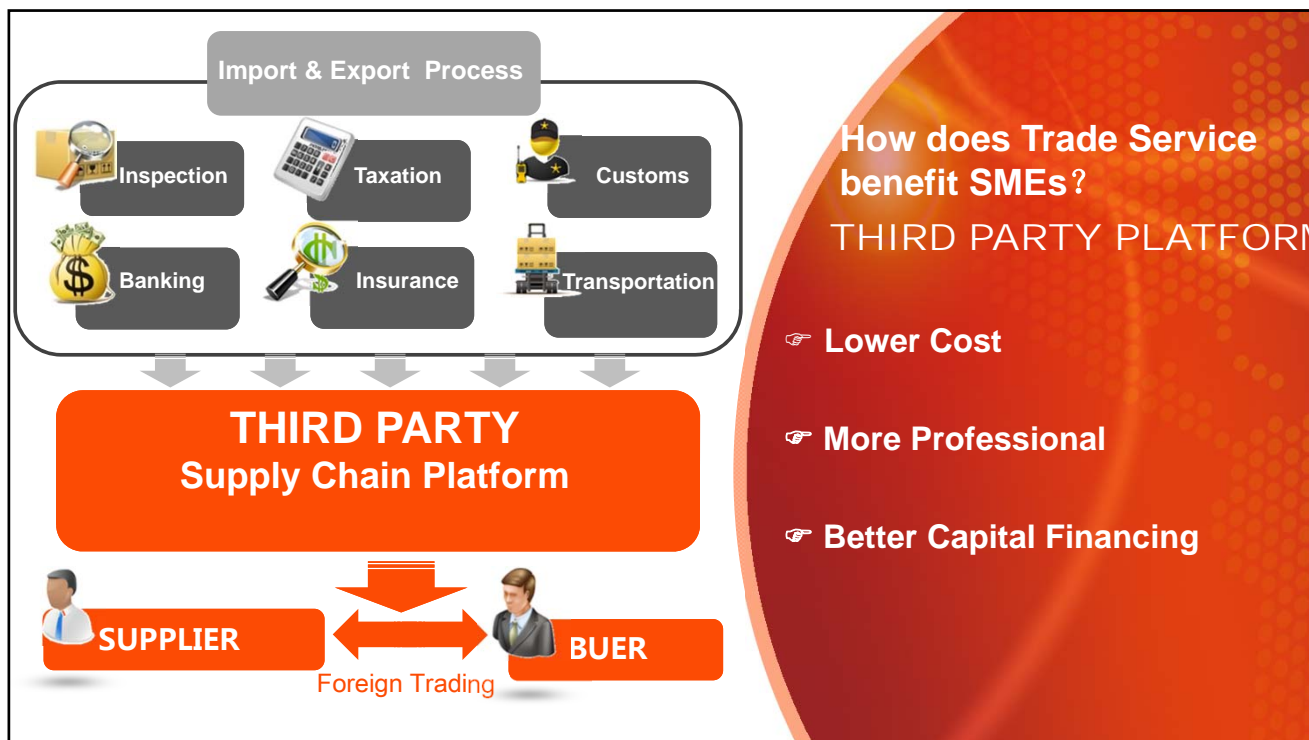 Import & Export Process
Inspection
Taxation
Customs
Banking
Insurance
Transportation
THIRD PARTY
Supply Chain Platform
SUPPLIER
BUER
Foreign Trading
How does Trade Service
benefit SMEs？
THIRD PARTY PLATFORM
☞ Lower Cost
☞ More Professional
☞ Better Capital Financing